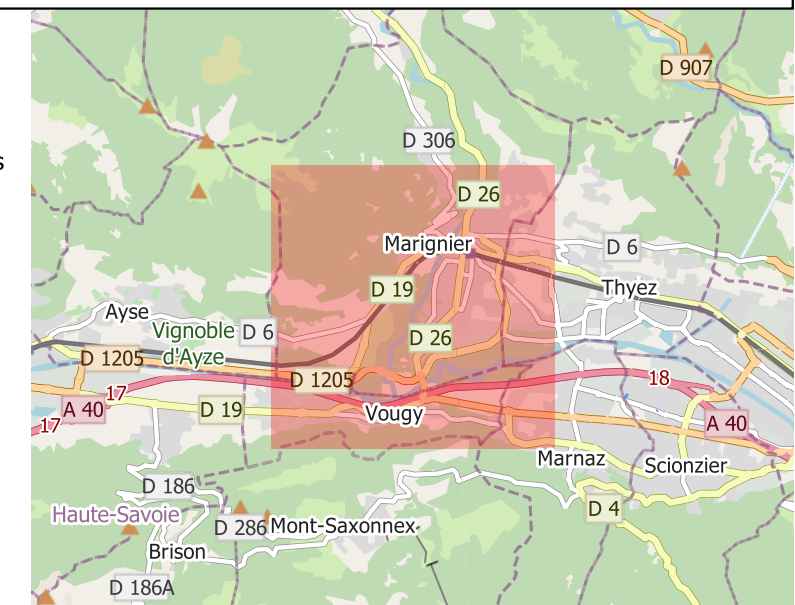 D 907
D 306
s
D 26
Marignier
D 6
D 19
Thyez
Ayse
Vignoble
d'Ayze
D 6
D 26
D 1205
D 1205
18
17
A 40
D 19
Vougy
17
A 40
Marnaz
Scionzier
D 186
Haute-Savoie
D 4
D 286
Mont-Saxonnex
Brison
D 186A